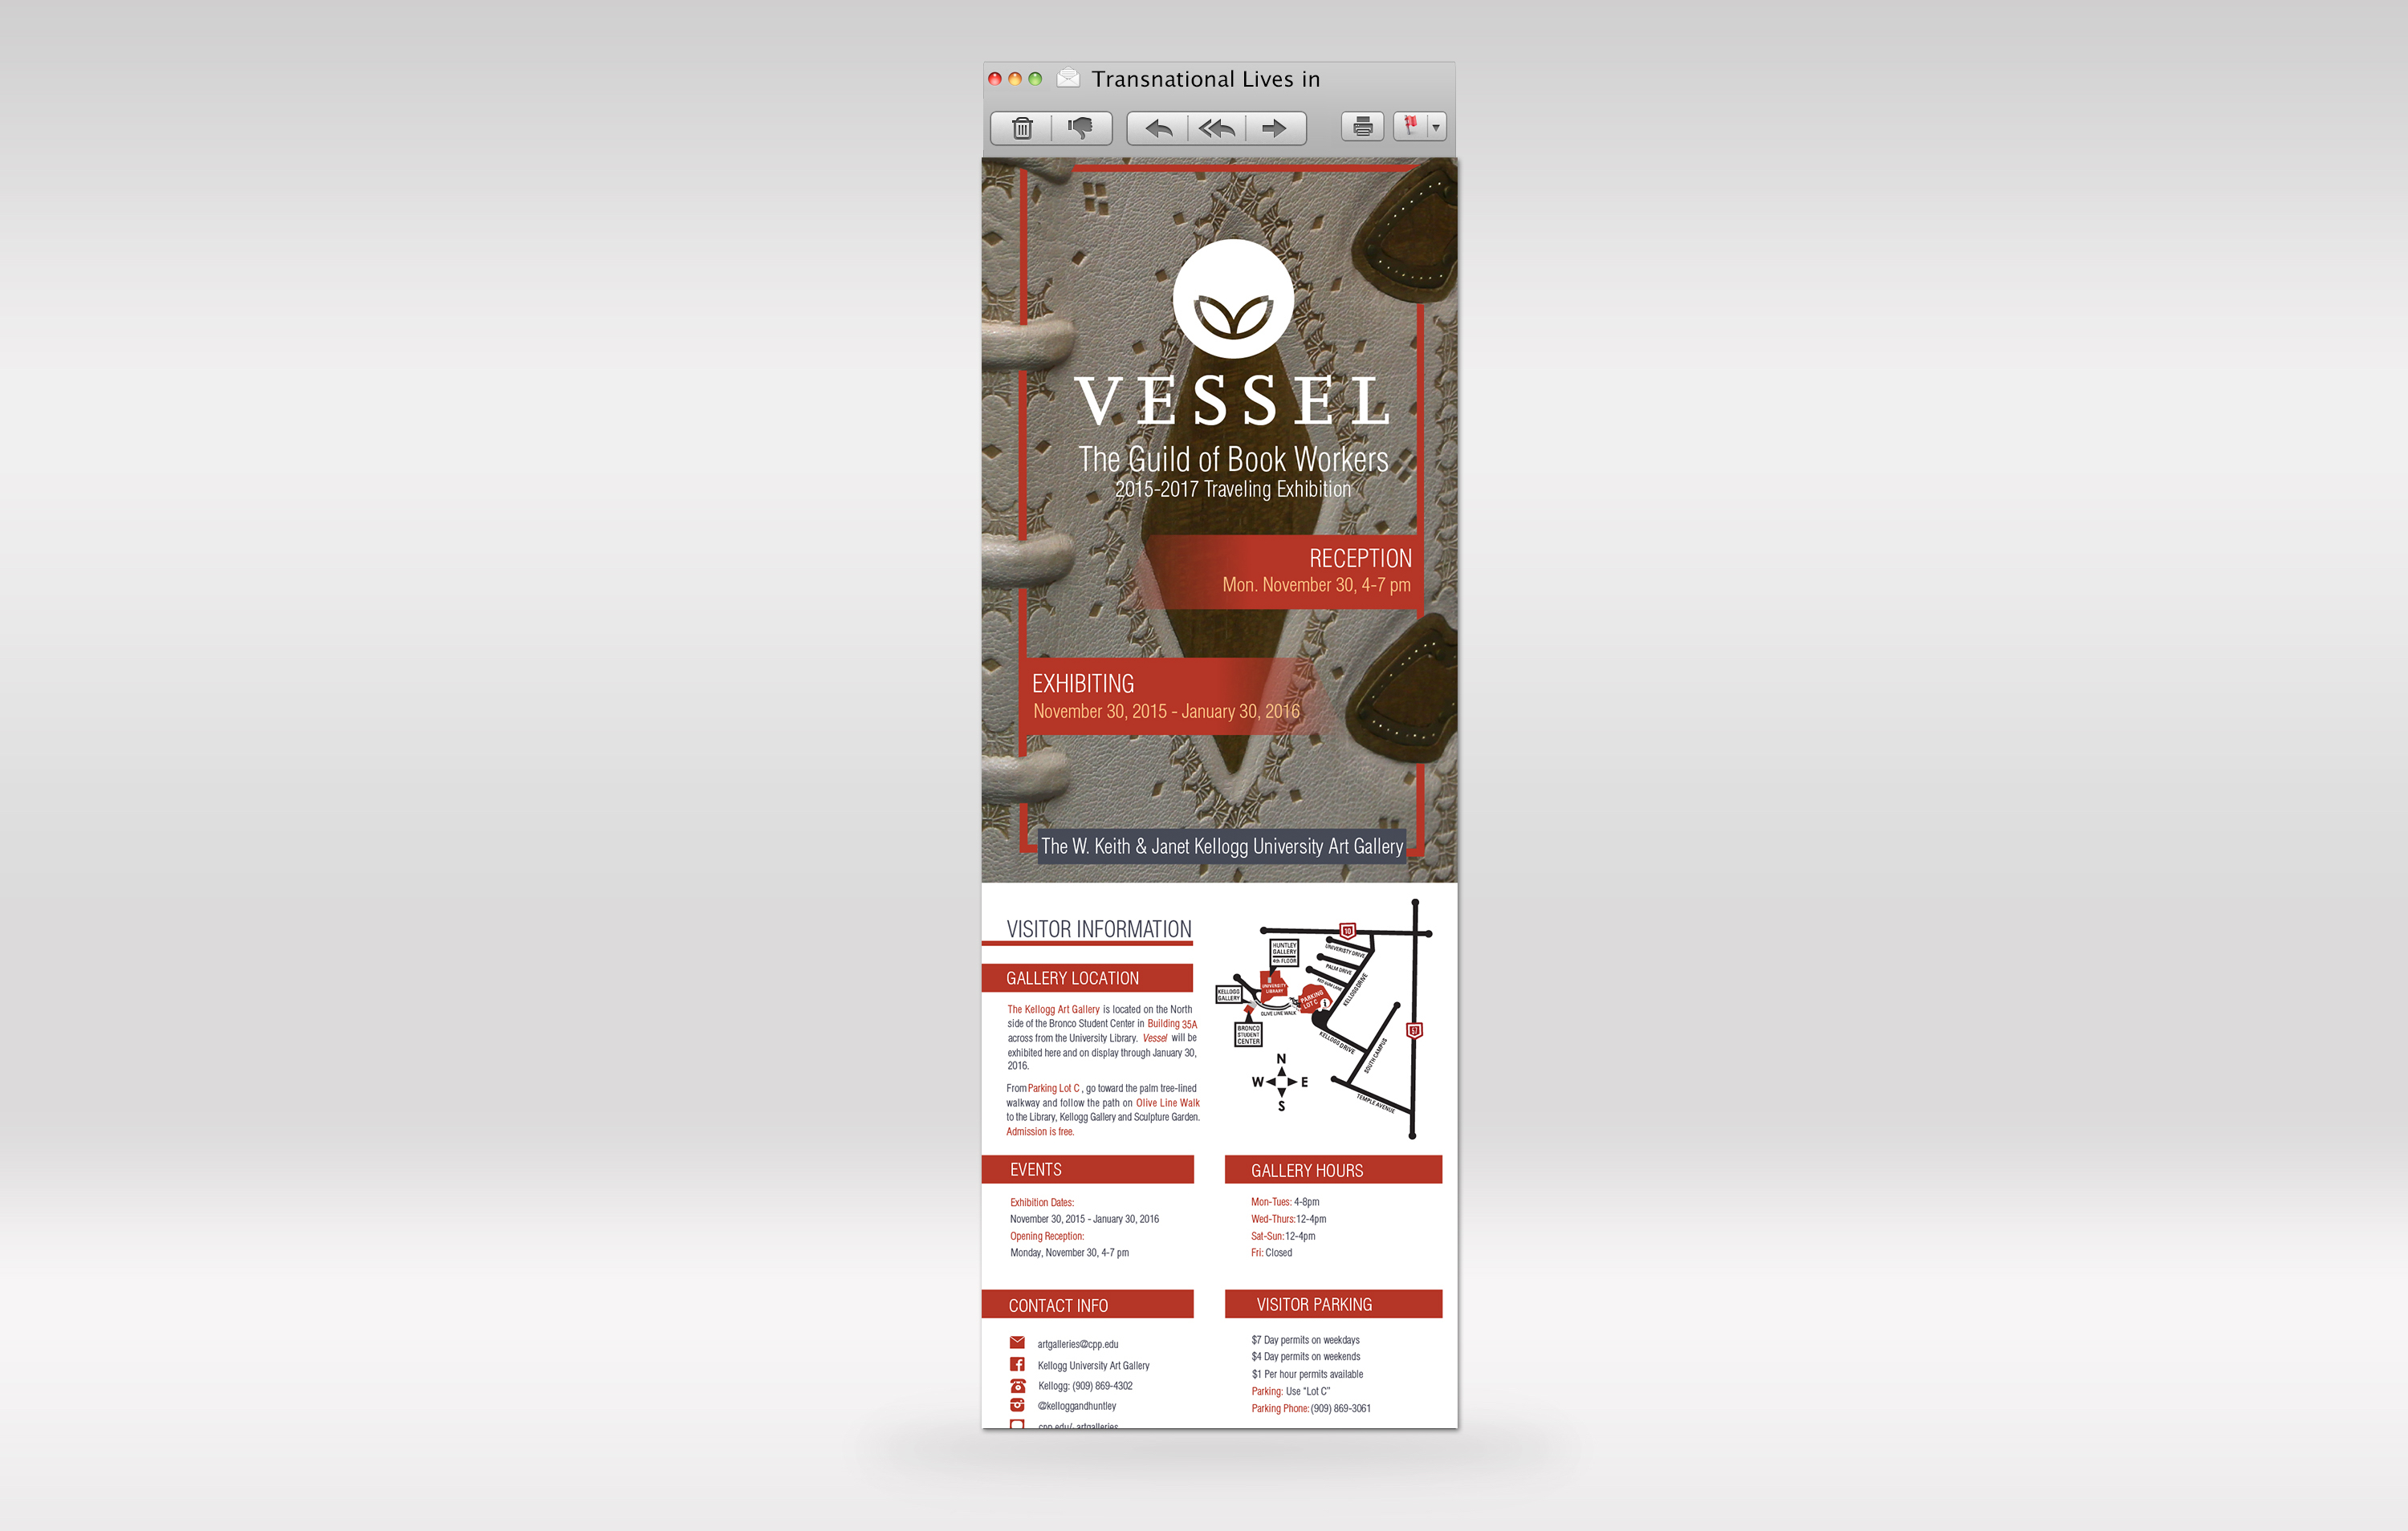 Transnational Lives in
VESSEL
The Guild of Book Workers
2015-2017 Traveling Exhibition
RECEPTION
Mon. November 30, 4-7 pm
EXHIBITING
November 30, 2015 - January 30, 2016
The W. Keith & Janet Kellogg University Art Gallery
VISITOR INFORMATION
GALLERY LOCATION
The Kellogg Art Gallery is located on the North
side of the Bronco Student Center in Building 35A
across from the University Library. Vessel will be
exhibited here and on display through January 30,
2016.
From Parking Lot C , go toward the palm tree-lined
walkway and follow the path on Olive Line Walk
to the Library, Kellogg Gallery and Sculpture Garden.
Admission is free.
10
HUNTLEY
GALLERY
4th FLOOR
UNIVERISTY DRIVE
PALM DRIVE
RED GUM LANE
KELLOGG DRIVE
UNIVERSITY
LIBRARY
KELLOGG
GALLERY
PARKING
LOT C
i
OLIVE LINE WALK
BRONCO
STUDENT
CENTER
57
KELLOGG DRIVE
SOUTH CAMPUS
TEMPLE AVENUE
N
W E
S
EVENTS
Exhibition Dates:
November 30, 2015 - January 30, 2016
Opening Reception:
Monday, November 30, 4-7 pm
GALLERY HOURS
Mon-Tues: 4-8pm
Wed-Thurs:12-4pm
Sat-Sun:12-4pm
Fri: Closed
CONTACT INFO
artgalleries@cpp.edu
Kellogg University Art Gallery
Kellogg: (909) 869-4302
@kelloggandhuntley
cpp.edu/~artgalleries
VISITOR PARKING
$7 Day permits on weekdays
$4 Day permits on weekends
$1 Per hour permits available
Parking: Use “Lot C”
Parking Phone:(909) 869-3061